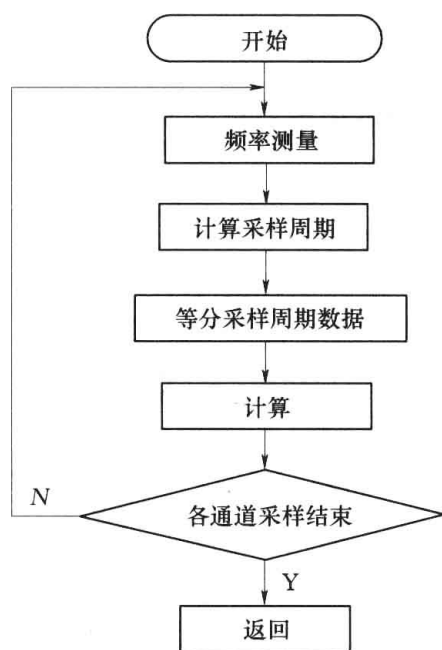 开始
频率测量
计算采样周期
等分采样周期数据
计算
各通道采样结束
N
Y
返回